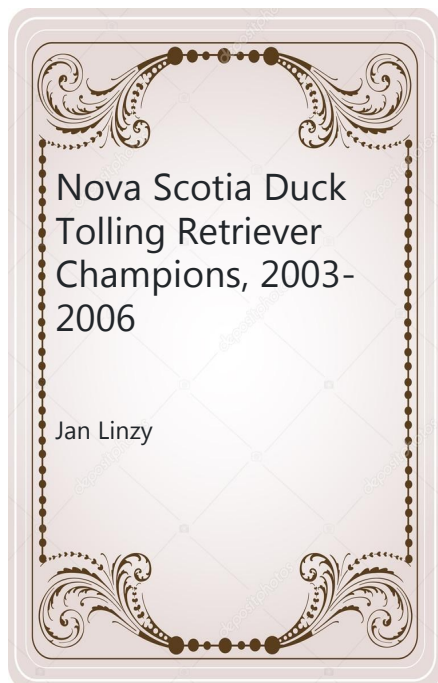 Nova Scotia Duck
Tolling Retriever
Champions, 2003-
2006
Jan Linzy